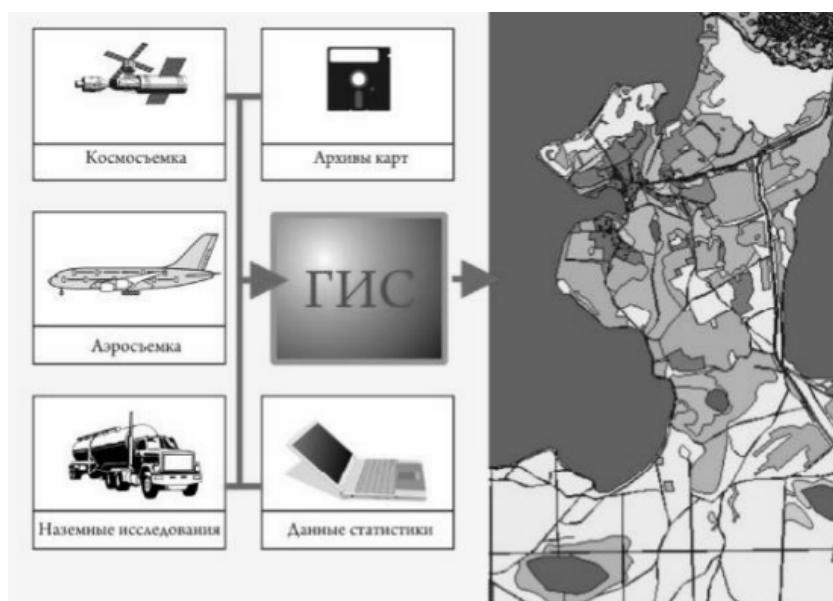 Космосъемка
Архивы карт
Аэросъемка
ГИС
Наземные исследования
Данные статистики